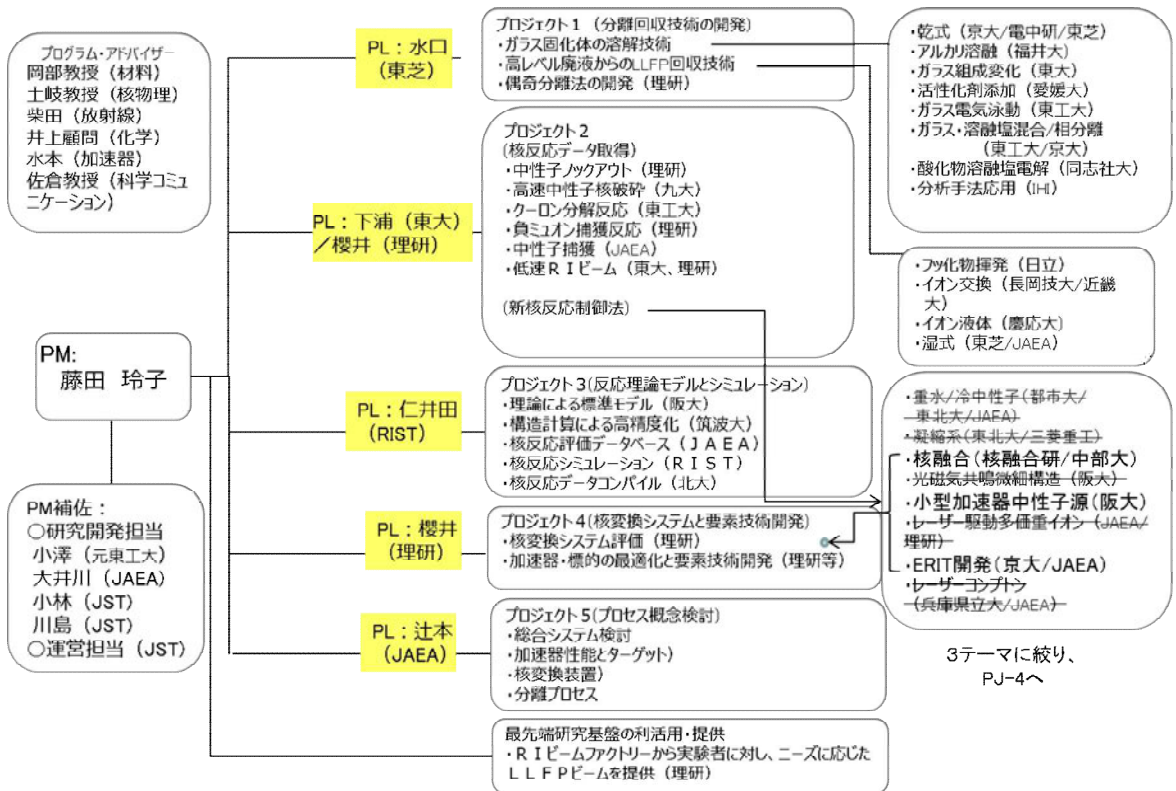 プログラム・アドバイザー
岡部教授（材料）
土岐教授（核物理）
柴田（放射線）
井上顧問（化学）
水本（加速器）
佐倉教授（科学コミュ
ニケーション）
PM:
藤田 玲子
PM補佐：
〇研究開発担当
小澤（元東工大）
大井川（JAEA）
小林（JST）
川島（JST）
〇運営担当（JST）
PL：水口
（東芝）
プロジェクト１（分離回収技術の開発）
・ガラス固化体の溶解技術
・高レベル廃液からのLLFP回収技術
・偶奇分離法の開発（理研）
・乾式（京大/電中研/東芝）
・アルカリ溶融（福井大）
・ガラス組成変化（東大）
・活性化剤添加（愛媛大）
・ガラス電気泳動（東工大）
・ガラス・溶融塩混合/相分離
（東工大/京大）
・酸化物溶融塩電解（同志社大）
・分析手法応用（IHI）
・フッ化物揮発（日立）
・イオン交換（長岡技大/近畿
大）
・イオン液体（慶応大）
・湿式（東芝/JAEA）
PL：下浦（東大）
／櫻井（理研）
プロジェクト２
(核反応データ取得）
・中性子ノックアウト（理研）
・高速中性子核破砕（九大）
・クーロン分解反応（東工大）
・負ミュオン捕獲反応（理研）
・中性子捕獲（JAEA）
・低速ＲＩビーム（東大、理研）
(新核反応制御法）
PL：仁井田
(RIST）
プロジェクト３(反応理論モデルとシミュレーション）
・理論による標準モデル（阪大）
・構造計算による高精度化（筑波大）
・核反応評価データベース（ＪＡＥＡ）
・核反応シミュレーション（ＲＩＳＴ）
・核反応データコンパイル（北大）
PL：櫻井
(理研）
プロジェクト4(核変換システムと要素技術開発）
・核変換システム評価（理研）
・加速器・標的の最適化と要素技術開発（理研等）
・重水/冷中性子（都市大/
東北大/JAEA）
・凝縮系（東北大/三菱重工）
・核融合（核融合研/中部大）
・光磁気共鳴微細構造（阪大）
・小型加速器中性子源（阪大）
・レーザー駆動多価重イオン（JAEA/
理研）
・ERIT開発（京大/JAEA）
・レーザーコンプトン
（兵庫県立大/JAEA）
3テーマに絞り、
PJ-4へ
PL：辻本
(JAEA）
プロジェクト５(プロセス概念検討）
・総合システム検討
・加速器性能とターゲット）
・核変換装置）
・分離プロセス
最先端研究基盤の利活用・提供
・ＲＩビームファクトリーから実験者に対し、ニーズに応じた
ＬＬＦＰビームを提供（理研）